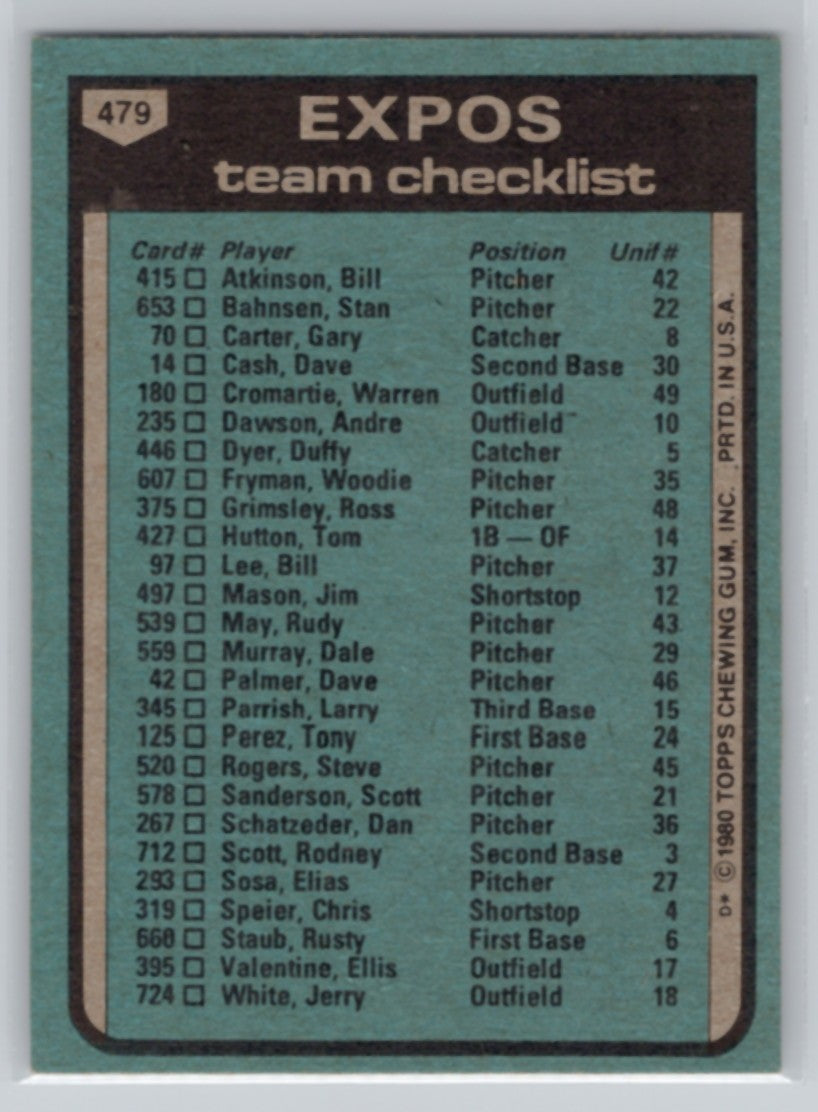 479
EXPOS
team checklist
Card# Player Position Unif#
415 □ Atkinson, Bill Pitcher 42
653 □ Bahnsen, Stan Pitcher 22
70 □ Carter, Gary Catcher 8
14 □ Cash, Dave Second Base 30
180 □ Cromartie, Warren Outfield 49
235 □ Dawson, Andre Outfield 10
446 □ Dyer, Duffy Catcher 5
607 □ Fryman, Woodie Pitcher 35
375 □ Grimsley, Ross Pitcher 48
427 □ Hutton, Tom 1B — OF 14
97 □ Lee, Bill Pitcher 37
497 □ Mason, Jim Shortstop 12
539 □ May, Rudy Pitcher 43
559 □ Murray, Dale Pitcher 29
42 □ Palmer, Dave Pitcher 46
345 □ Parrish, Larry Third Base 15
125 □ Perez, Tony First Base 24
520 □ Rogers, Steve Pitcher 45
578 □ Sanderson, Scott Pitcher 21
267 □ Schatzeder, Dan Pitcher 36
712 □ Scott, Rodney Second Base 3
293 □ Sosa, Elias Pitcher 27
319 □ Speier, Chris Shortstop 4
660 □ Staub, Rusty First Base 6
395 □ Valentine, Ellis Outfield 17
724 □ White, Jerry Outfield 18
D* © 1980 TOPPS CHEWING GUM, INC. PRTD. IN U.S.A.